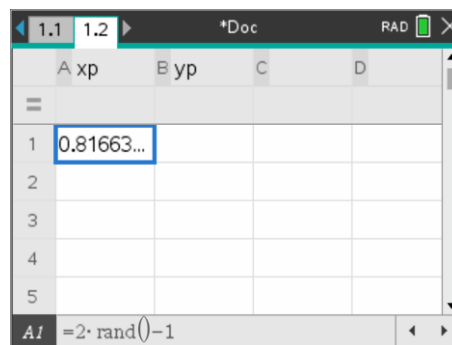 1.1 1.2 *Doc RAD
A xp B yp C D
=
1 0.81663...
2
3
4
5
A1 =2· rand()−1